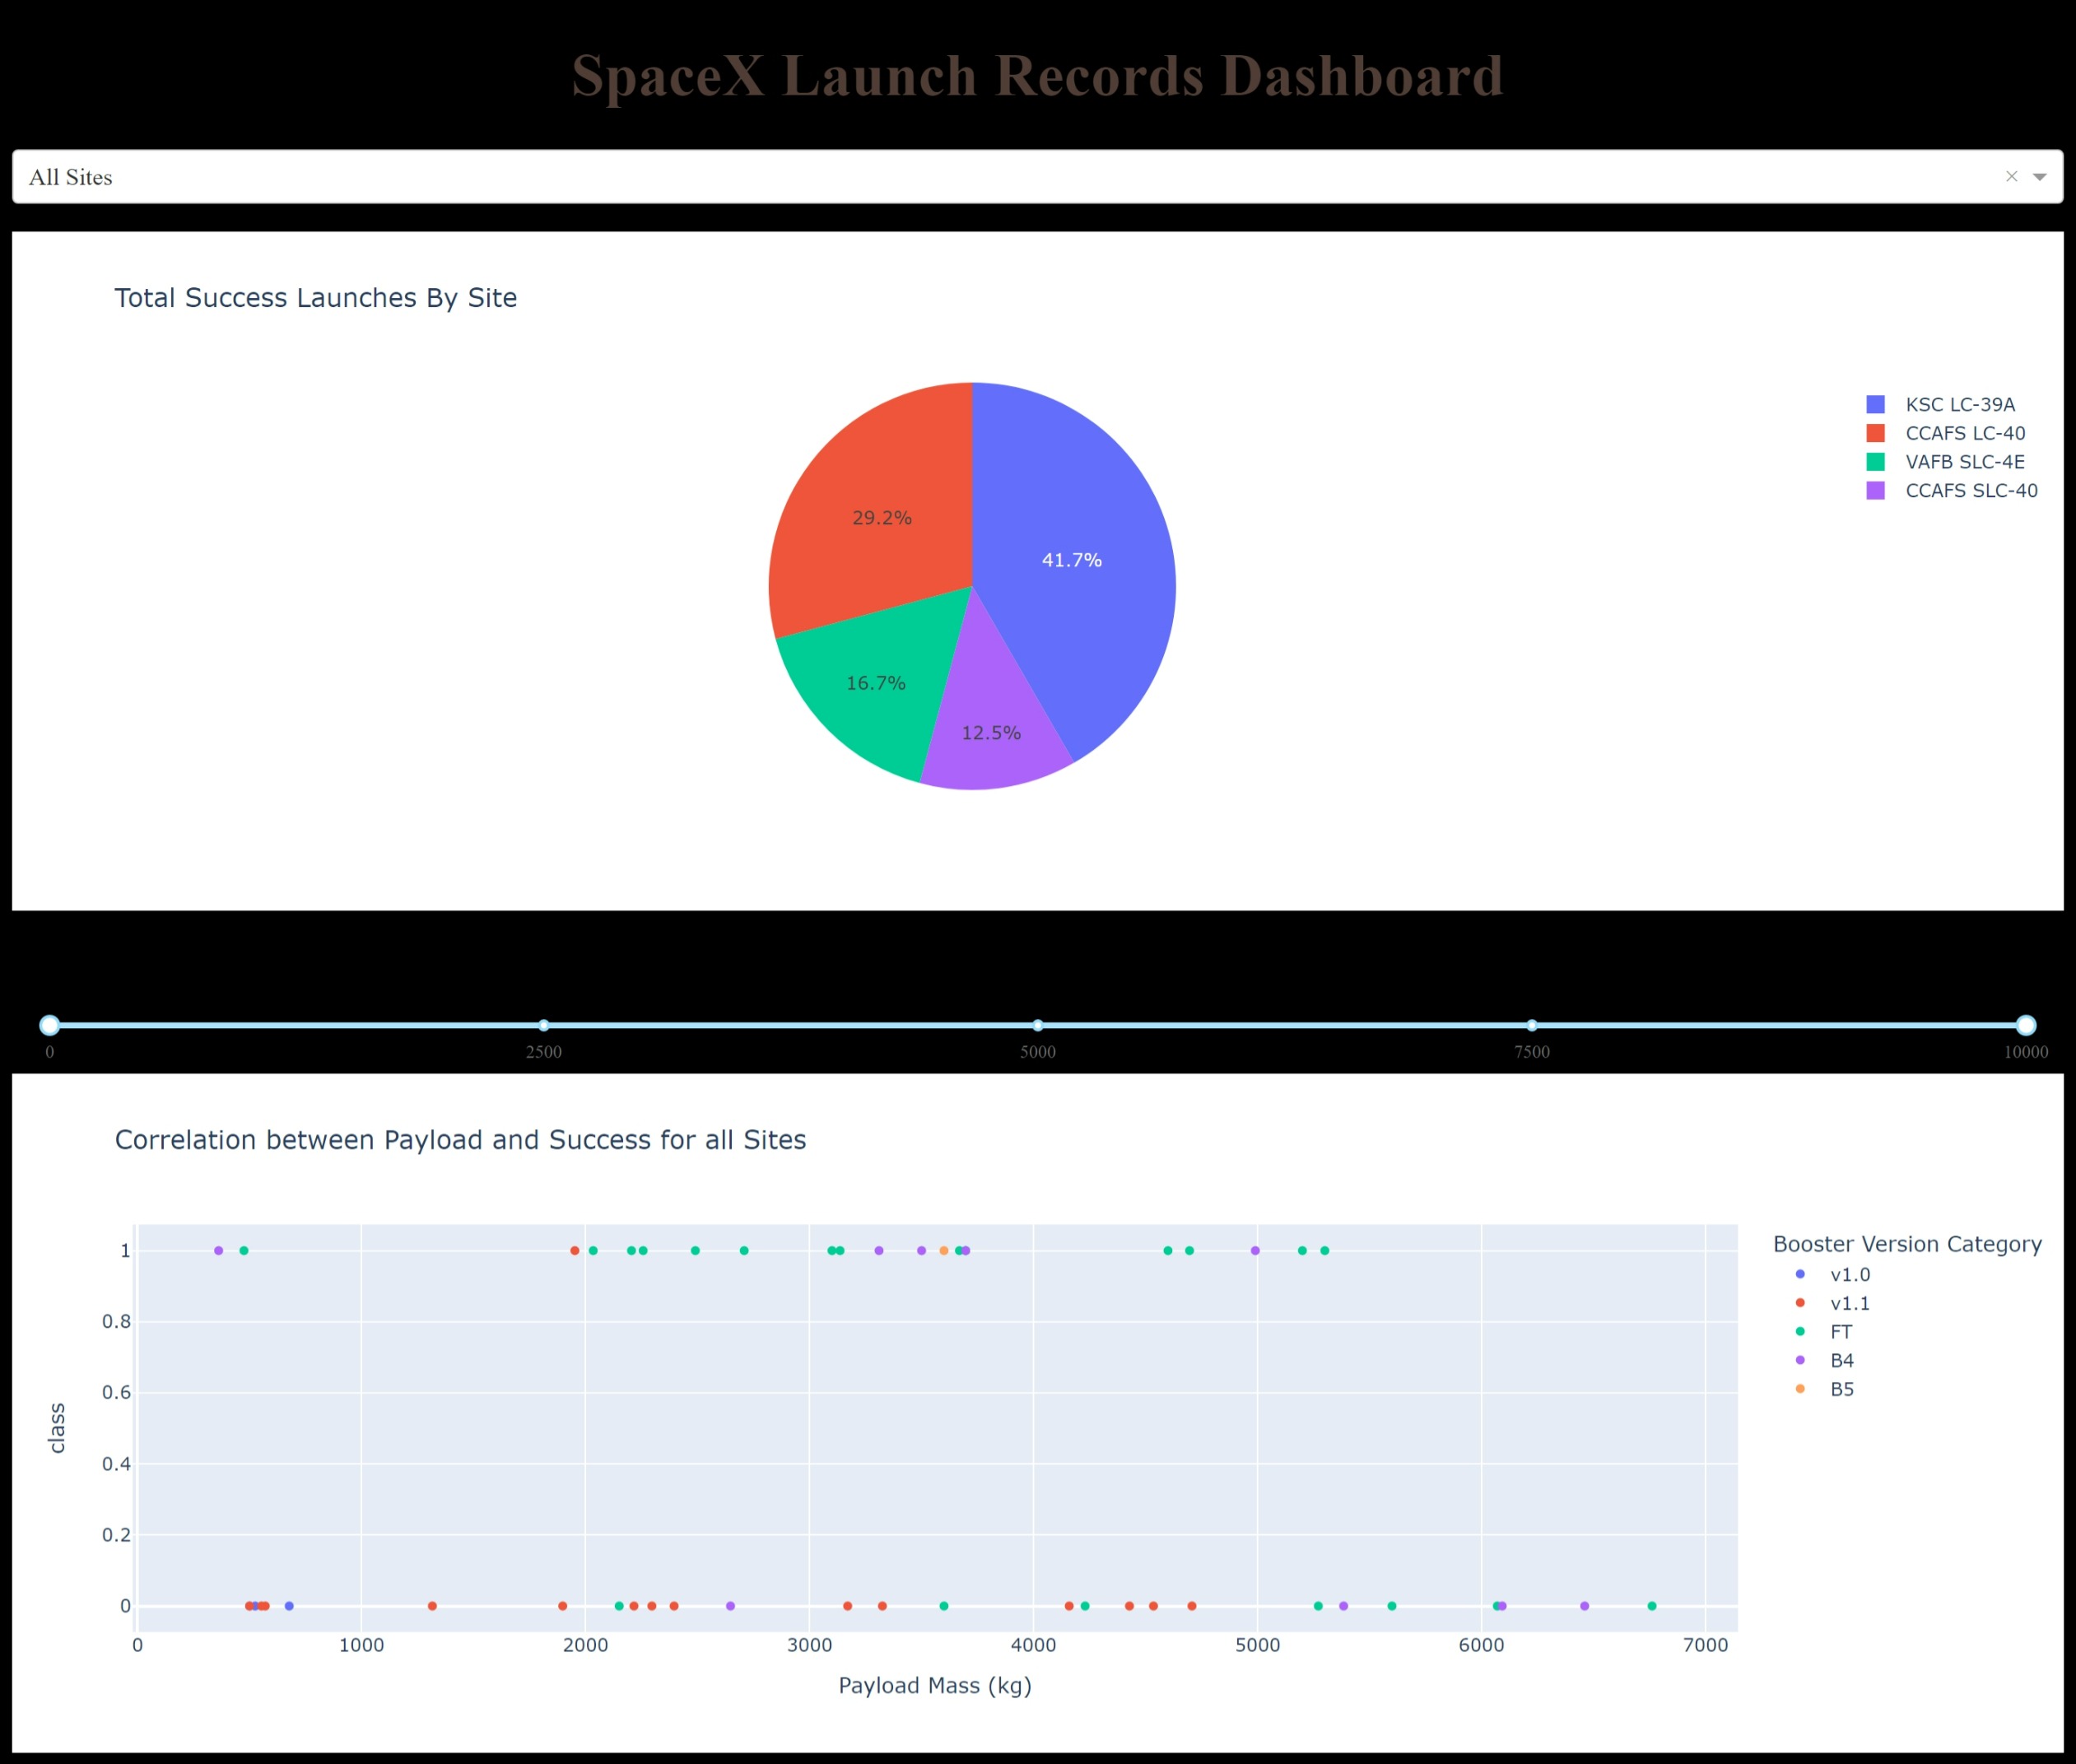 SpaceX Launch Records Dashboard
All Sites
×
Total Success Launches By Site
KSC LC-39A
CCAFS LC-40
VAFB SLC-4E
CCAFS SLC-40
29.2%
41.7%
16.7%
12.5%
0 2500 5000 7500 10000
Correlation between Payload and Success for all Sites
Booster Version Category
v1.0
v1.1
FT
B4
B5
1
0.8
0.6
0.4
0.2
0
class
0 1000 2000 3000 4000 5000 6000 7000
Payload Mass (kg)